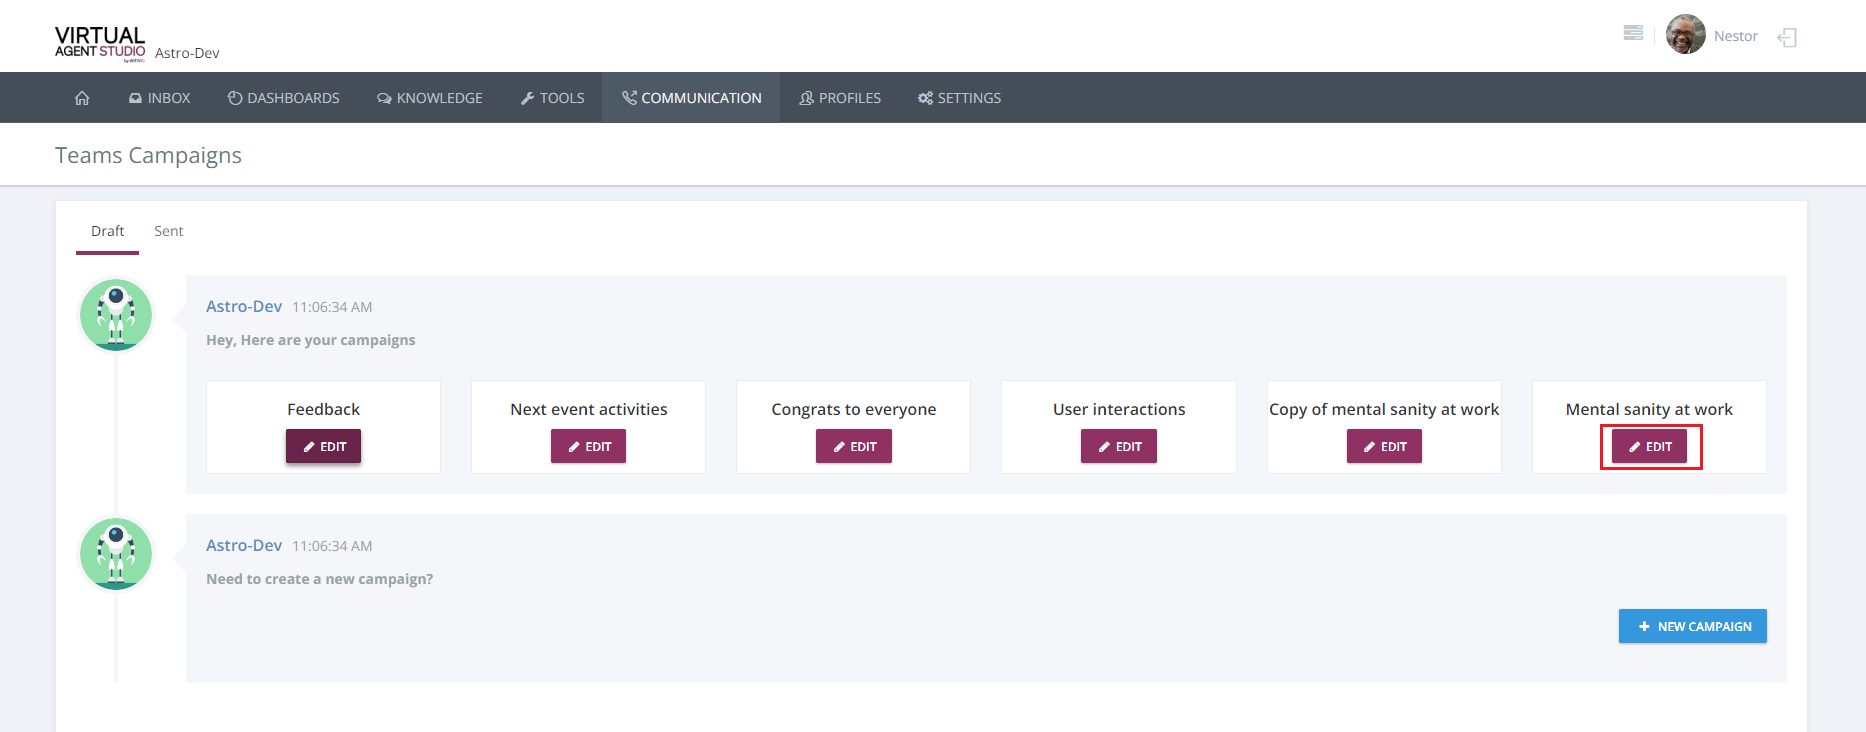 VIRTUAL
AGENT STUDIO
Astro-Dev
Nestor
INBOX DASHBOARDS KNOWLEDGE TOOLS COMMUNICATION PROFILES SETTINGS
Teams Campaigns
Draft Sent
Astro-Dev 11:06:34 AM
Hey, Here are your campaigns
Feedback Next event activities Congrats to everyone User interactions Copy of mental sanity at work Mental sanity at work
EDIT EDIT EDIT EDIT EDIT EDIT
Astro-Dev 11:06:34 AM
Need to create a new campaign?
+ NEW CAMPAIGN